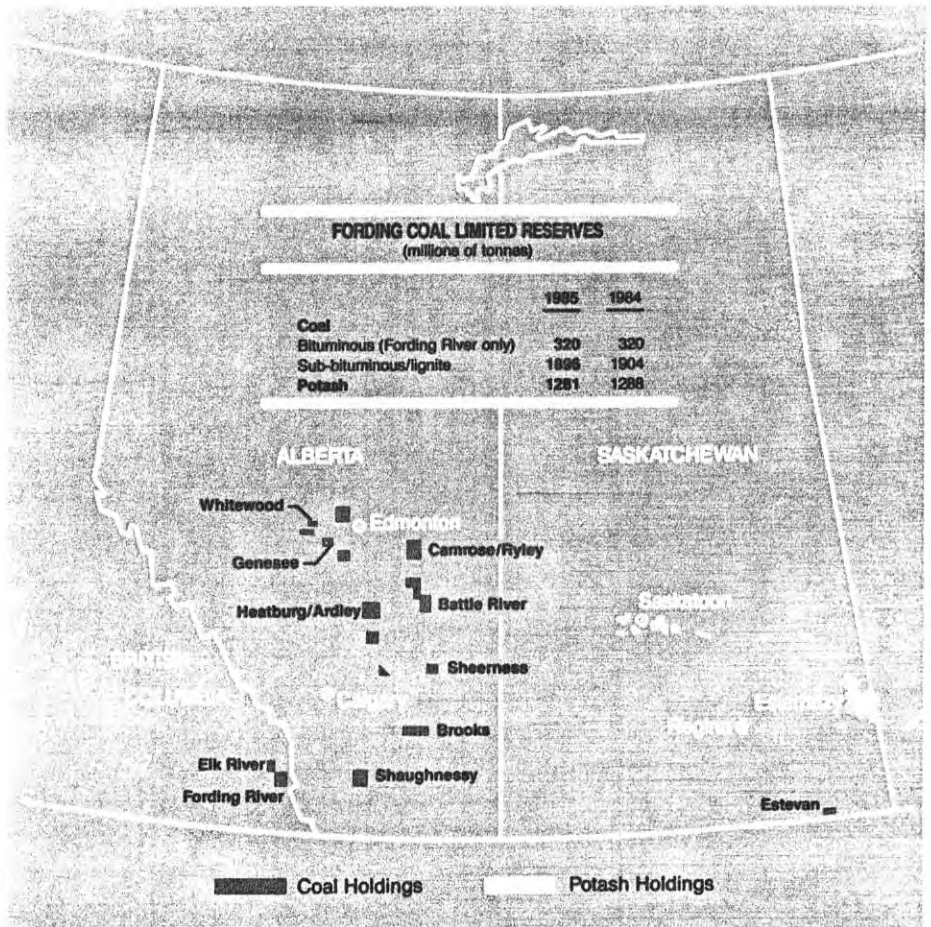 FORDING COAL LIMITED RESERVES
(millions of tonnes)
1985 1984
Coal
Bituminous (Fording River only) 320 320
Sub-bituminous/lignite 1896 1904
Potash 1281 1288
ALBERTA SASKATCHEWAN
Whitewood
Edmonton
Genesee
Camrose/Ryley
Heatburg/Ardley
Battle River
Saskatoon
Sheerness
Calgary
Brooks
Elk River
Fording River
Shaughnessy
Estevan
Coal Holdings Potash Holdings